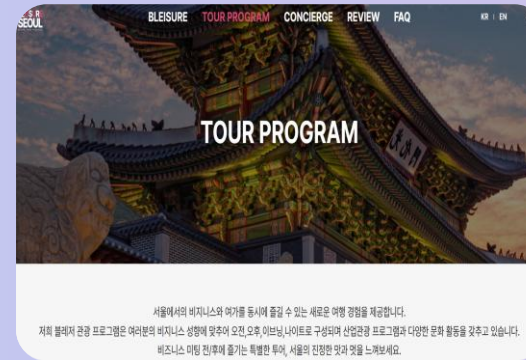 SEOUL
BLEISURE TOUR PROGRAM CONCIERGE REVIEW FAQ KR | EN
TOUR PROGRAM
서울에서의 비지니스와 여가를 동시에 즐길 수 있는 새로운 여행 경험을 제공합니다.
저희 블레저 관광 프로그램은 여러분의 비지니스 성향에 맞추어 오전,오후,이브닝,나이트로 구성되며 산업관광 프로그램과 다양한 문화 활동을 갖추고 있습니다.
비즈니스 미팅 전/후에 즐기는 특별한 투어, 서울의 진정한 맛과 멋을 느껴보세요.